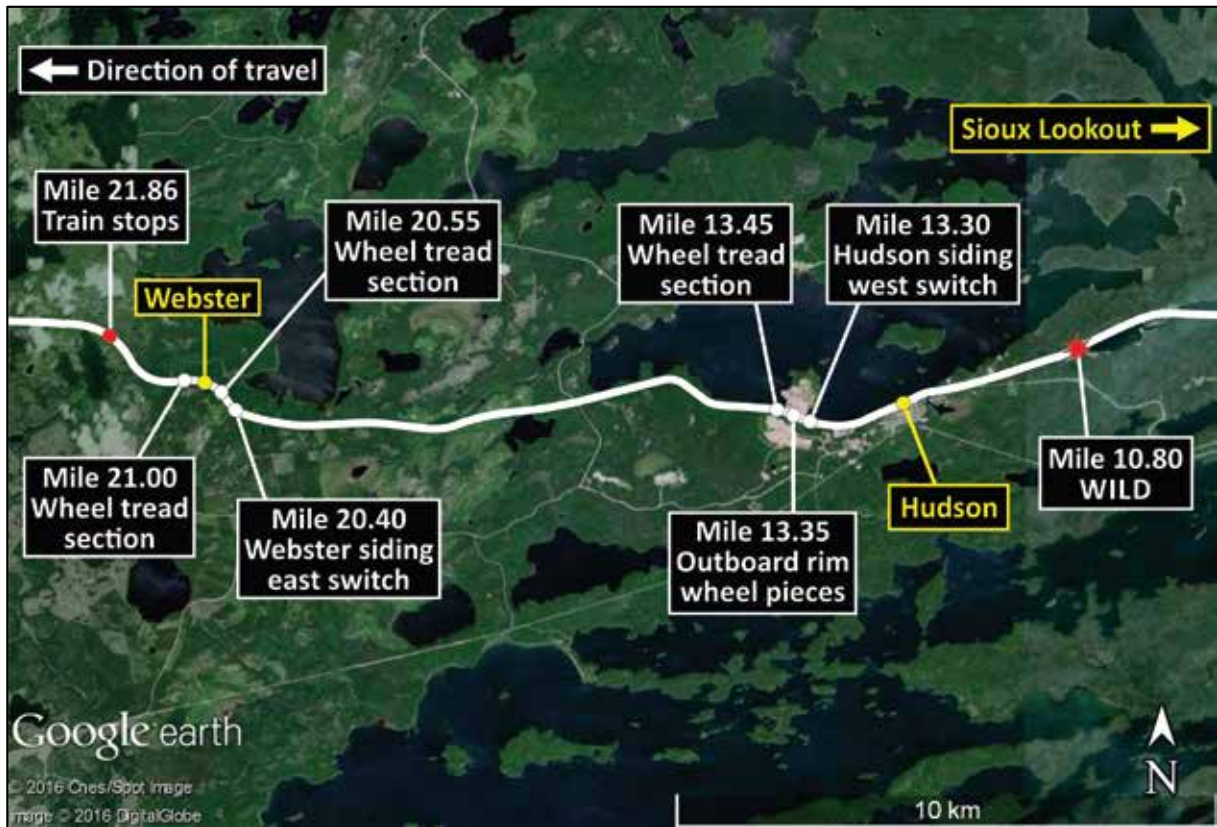 ← Direction of travel
Sioux Lookout →
Mile 21.86
Train stops
Mile 20.55
Wheel tread
section
Mile 13.45
Wheel tread
section
Mile 13.30
Hudson siding
west switch
Webster
Mile 21.00
Wheel tread
section
Mile 20.40
Webster siding
east switch
Mile 13.35
Outboard rim
wheel pieces
Hudson
Mile 10.80
WILD
Google earth
© 2016 Cnes/Spot Image
Image © 2016 DigitalGlobe
10 km
N